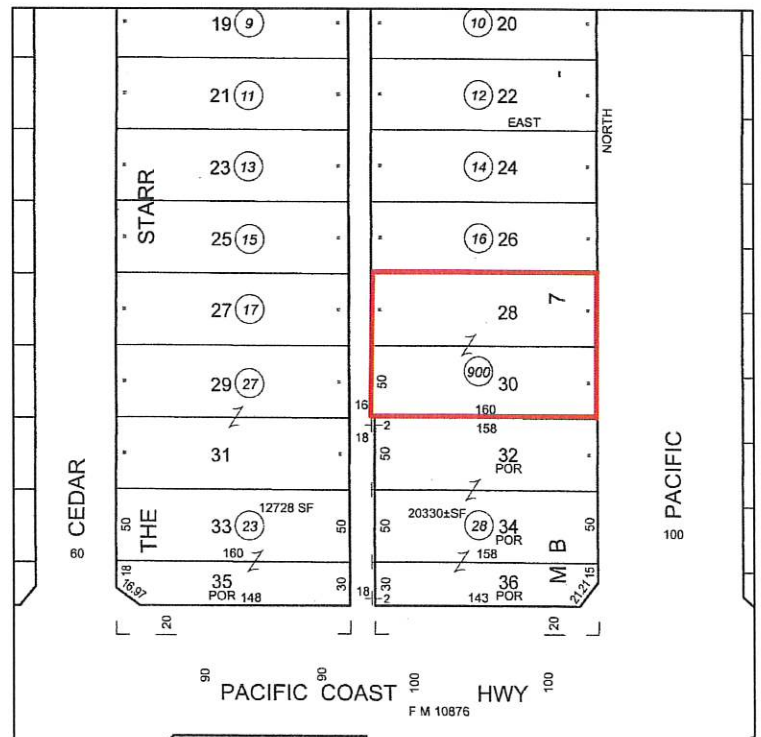 19 9 10 20
21 11 12 22
EAST
NORTH
23 13 14 24
STARR
25 15 16 26
27 17 28 7
900
29 27 50 30
16 160
2 158
18
31 50 32
POR
PACIFIC
100
CEDAR
60
THE
12728 SF
50 33 23 50
160
20330±SF
50 28 34 50
POR
158
M B
18
16.97
35 30
POR 148
18 2
30 36
143 POR
15
21.21
20 20
90 90 100 100
PACIFIC COAST HWY
F M 10876